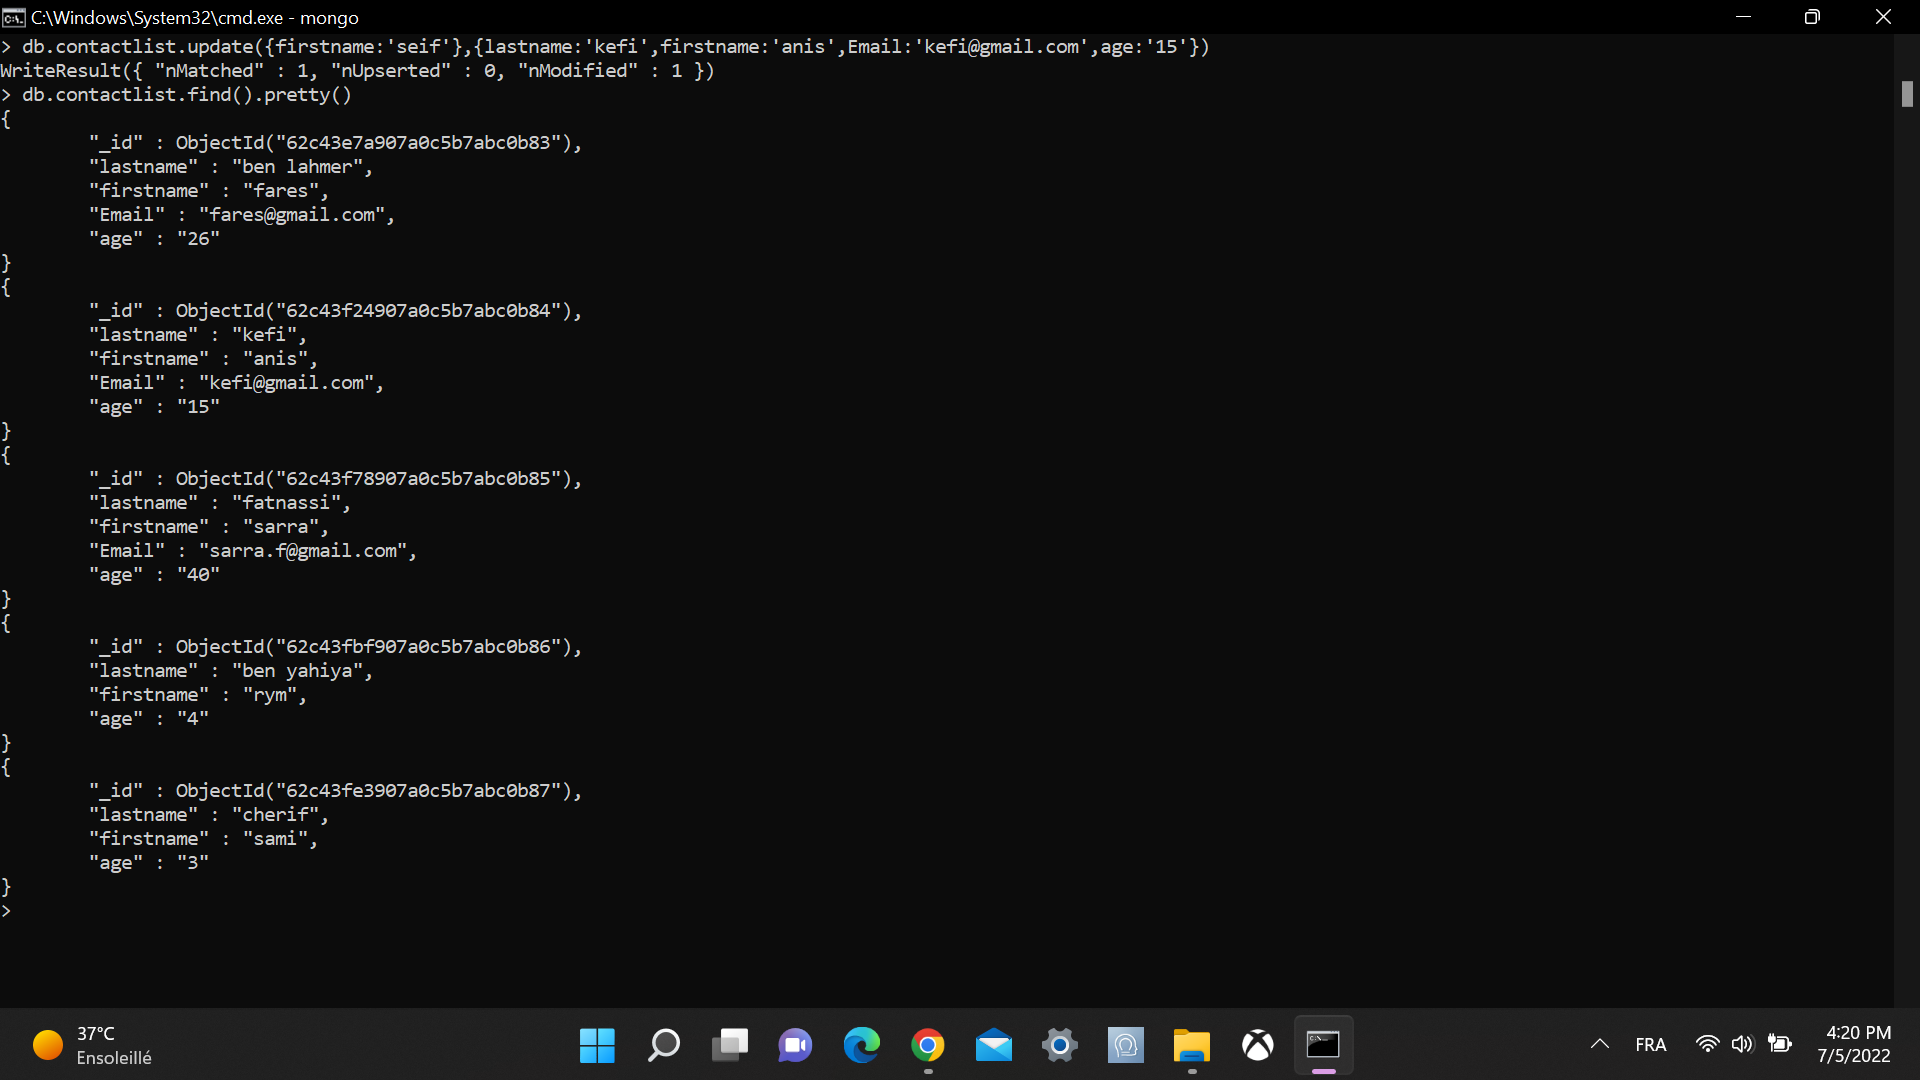 C:\Windows\System32\cmd.exe - mongo
> db.contactlist.update({firstname:'seif'},{lastname:'kefi',firstname:'anis',Email:'kefi@gmail.com',age:'15'})
WriteResult({ "nMatched" : 1, "nUpserted" : 0, "nModified" : 1 })
> db.contactlist.find().pretty()
{
"_id" : ObjectId("62c43e7a907a0c5b7abc0b83"),
"lastname" : "ben lahmer",
"firstname" : "fares",
"Email" : "fares@gmail.com",
"age" : "26"
}
{
"_id" : ObjectId("62c43f24907a0c5b7abc0b84"),
"lastname" : "kefi",
"firstname" : "anis",
"Email" : "kefi@gmail.com",
"age" : "15"
}
{
"_id" : ObjectId("62c43f78907a0c5b7abc0b85"),
"lastname" : "fatnassi",
"firstname" : "sarra",
"Email" : "sarra.f@gmail.com",
"age" : "40"
}
{
"_id" : ObjectId("62c43fbf907a0c5b7abc0b86"),
"lastname" : "ben yahiya",
"firstname" : "rym",
"age" : "4"
}
{
"_id" : ObjectId("62c43fe3907a0c5b7abc0b87"),
"lastname" : "cherif",
"firstname" : "sami",
"age" : "3"
}
>
37°C
Ensoleillé
FRA
4:20 PM
7/5/2022